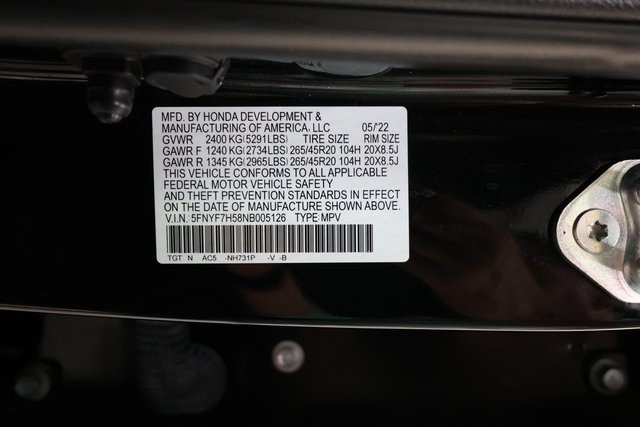 MFD. BY HONDA DEVELOPMENT &
MANUFACTURING OF AMERICA, LLC 05/'22
GVWR 2400 KG (5291LBS) TIRE SIZE RIM SIZE
GAWR F 1240 KG (2734LBS) 265/45R20 104H 20X8.5J
GAWR R 1345 KG (2965LBS) 265/45R20 104H 20X8.5J
THIS VEHICLE CONFORMS TO ALL APPLICABLE
FEDERAL MOTOR VEHICLE SAFETY
AND THEFT PREVENTION STANDARDS IN EFFECT
ON THE DATE OF MANUFACTURE SHOWN ABOVE.
V.I.N. 5FNYF7H58NB005126 TYPE:MPV
TGT N AC5 -NH731P -V -B